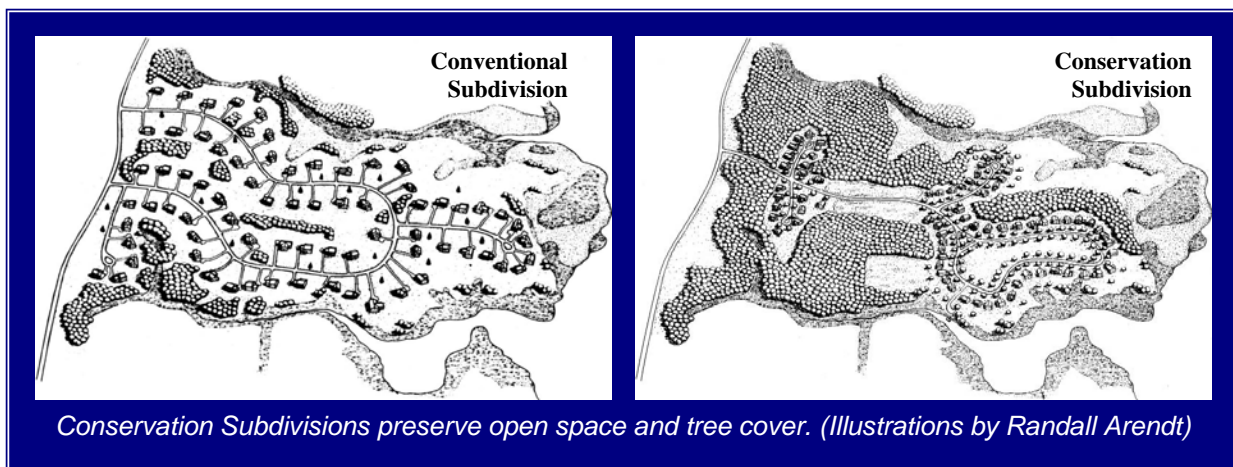 Conventional
Subdivision
Conservation
Subdivision
Conservation Subdivisions preserve open space and tree cover. (Illustrations by Randall Arendt)